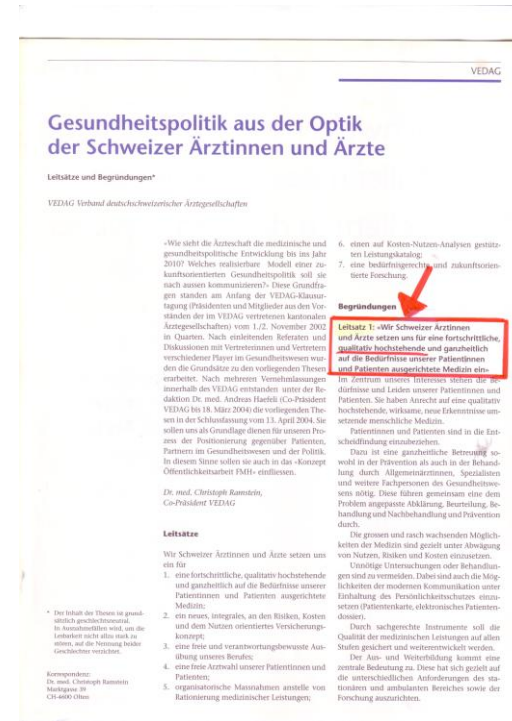 VEDAG
Gesundheitspolitik aus der Optik
der Schweizer Ärztinnen und Ärzte
Leitsätze und Begründungen*
VEDAG Verband deutschschweizerischer Ärztegesellschaften
«Wie sieht die Ärzteschaft die medizinische und
gesundheitspolitische Entwicklung bis ins Jahr
2010? Welches realisierbare Modell einer zu-
kunftsorientierten Gesundheitspolitik soll sie
nach aussen kommunizieren?» Diese Grundfra-
gen standen am Anfang der VEDAG-Klausur-
tagung (Präsidenten und Mitglieder aus den Vor-
ständen der im VEDAG vertretenen kantonalen
Ärztegesellschaften) vom 1./2. November 2002
in Quarten. Nach einleitenden Referaten und
Diskussionen mit Vertreterinnen und Vertretern
verschiedener Player im Gesundheitswesen wur-
den die Grundsätze zu den vorliegenden Thesen
erarbeitet. Nach mehreren Vernehmlassungen
innerhalb des VEDAG entstanden unter der Re-
daktion Dr. med. Andreas Haefeli (Co-Präsident
VEDAG bis 18. März 2004) die vorliegenden The-
sen in der Schlussfassung vom 13. April 2004. Sie
sollen uns als Grundlage dienen für unseren Pro-
zess der Positionierung gegenüber Patienten,
Partnern im Gesundheitswesen und der Politik.
In diesem Sinne sollen sie auch in das «Konzept
Öffentlichkeitsarbeit FMH» einfliessen.
Dr. med. Christoph Ramstein,
Co-Präsident VEDAG
Leitsätze
Wir Schweizer Ärztinnen und Ärzte setzen uns
ein für
1. eine fortschrittliche, qualitativ hochstehende
und ganzheitlich auf die Bedürfnisse unserer
Patientinnen und Patienten ausgerichtete
Medizin;
2. ein neues, integrales, an den Risiken, Kosten
und dem Nutzen orientiertes Versicherungs-
konzept;
3. eine freie und verantwortungsbewusste Aus-
übung unseres Berufes;
4. eine freie Arztwahl unserer Patientinnen und
Patienten;
5. organisatorische Massnahmen anstelle von
Rationierung medizinischer Leistungen;
6. einen auf Kosten-Nutzen-Analysen gestütz-
ten Leistungskatalog;
7. eine bedürfnisgerechte und zukunftsorien-
tierte Forschung.
Begründungen
Leitsatz 1: «Wir Schweizer Ärztinnen
und Ärzte setzen uns für eine fortschrittliche,
qualitativ hochstehende und ganzheitlich
auf die Bedürfnisse unserer Patientinnen
und Patienten ausgerichtete Medizin ein»
Im Zentrum unseres Interesses stehen die Be-
dürfnisse und Leiden unserer Patientinnen und
Patienten. Sie haben Anrecht auf eine qualitativ
hochstehende, wirksame, neue Erkenntnisse um-
setzende menschliche Medizin.
Patientinnen und Patienten sind in die Ent-
scheidfindung einzubeziehen.
Dazu ist eine ganzheitliche Betreuung so-
wohl in der Prävention als auch in der Behand-
lung durch Allgemeinärztinnen, Spezialisten
und weitere Fachpersonen des Gesundheitswe-
sens nötig. Diese führen gemeinsam eine dem
Problem angepasste Abklärung, Beurteilung, Be-
handlung und Nachbehandlung und Prävention
durch.
Die grossen und rasch wachsenden Möglich-
keiten der Medizin sind gezielt unter Abwägung
von Nutzen, Risiken und Kosten einzusetzen.
Unnötige Untersuchungen oder Behandlun-
gen sind zu vermeiden. Dabei sind auch die Mög-
lichkeiten der modernen Kommunikation unter
Einhaltung des Persönlichkeitsschutzes einzu-
setzen (Patientenkarte, elektronisches Patienten-
dossier).
Durch sachgerechte Instrumente soll die
Qualität der medizinischen Leistungen auf allen
Stufen gesichert und weiterentwickelt werden.
Der Aus- und Weiterbildung kommt eine
zentrale Bedeutung zu. Diese hat sich gezielt auf
die unterschiedlichen Anforderungen des sta-
tionären und ambulanten Bereiches sowie der
Forschung auszurichten.
* Der Inhalt der Thesen ist grund-
sätzlich geschlechtsneutral.
In Ausnahmefällen wird, um die
Lesbarkeit nicht allzu stark zu
stören, auf die Nennung beider
Geschlechter verzichtet.
Korrespondenz:
Dr. med. Christoph Ramstein
Marktgasse 39
CH-4600 Olten